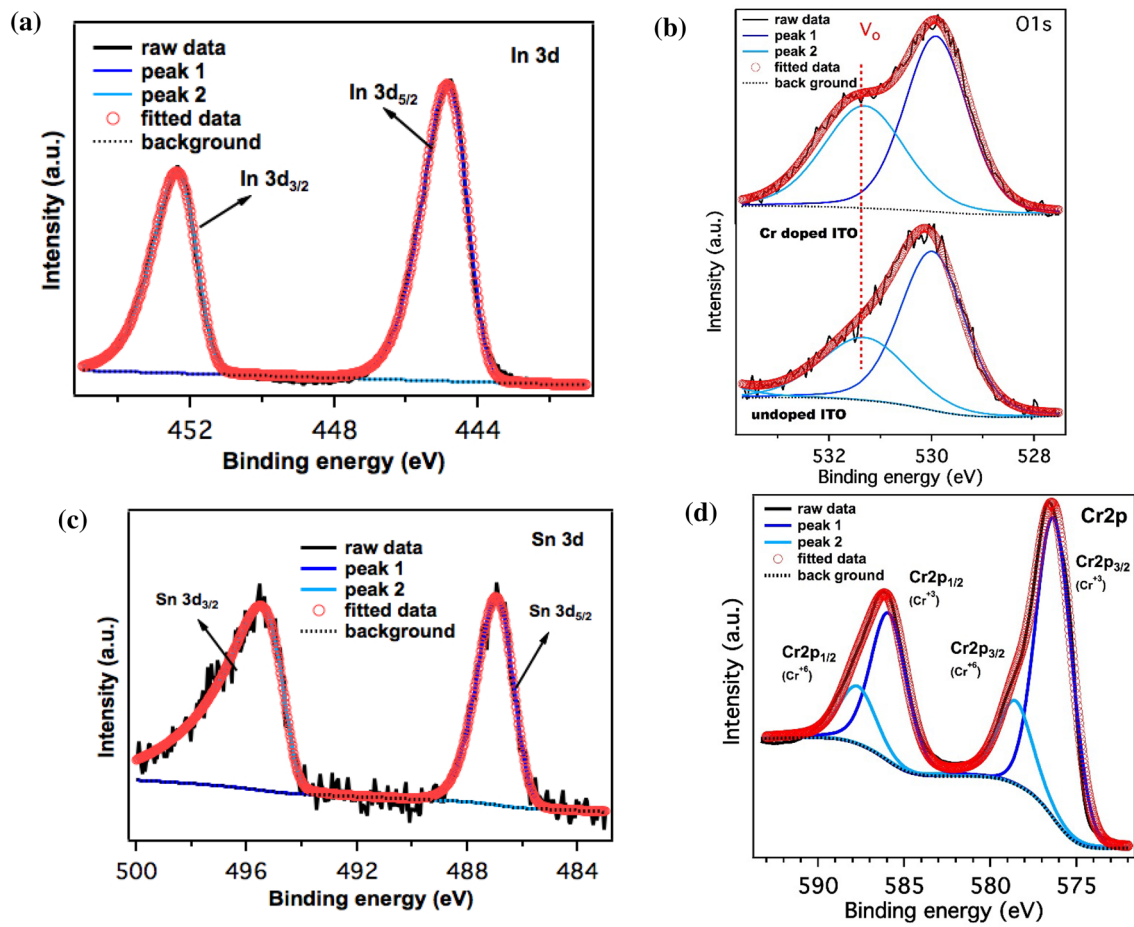 (a)
raw data
peak 1
peak 2
fitted data
background
In 3d
In 3d5/2
In 3d3/2
Intensity (a.u.)
452
448
444
Binding energy (eV)
(b)
raw data
peak 1
peak 2
fitted data
back ground
Vo
O1s
Cr doped ITO
undoped ITO
Intensity (a.u.)
532
530
528
Binding energy (eV)
(c)
raw data
peak 1
peak 2
fitted data
background
Sn 3d
Sn 3d3/2
Sn 3d5/2
Intensity (a.u.)
500
496
492
488
484
Binding energy (eV)
(d)
raw data
peak 1
peak 2
fitted data
back ground
Cr2p
Cr2p3/2
(Cr+3)
Cr2p1/2
(Cr+3)
Cr2p1/2
(Cr+6)
Cr2p3/2
(Cr+6)
Intensity (a.u.)
590
585
580
575
Binding energy (eV)